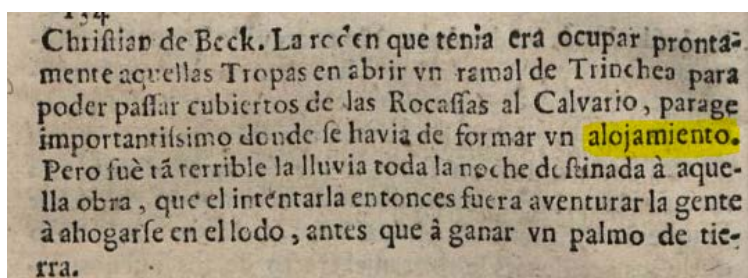 134
Chriſtian de Beck. La rcden que tenia era ocupar pronta-
mente aquellas Tropas en abrir vn ramal de Trinchea para
poder paſſar cubiertos de las Rocaſſas al Calvario, parage
importantiſsimo donde ſe havia de formar vn alojamiento.
Pero fuè tã terrible la lluvia toda la noche deſtinada à aque-
lla obra, que el intentarla entonces fuera aventurar la gente
à ahogarſe en el lodo, antes que à ganar vn palmo de tie-
rra.